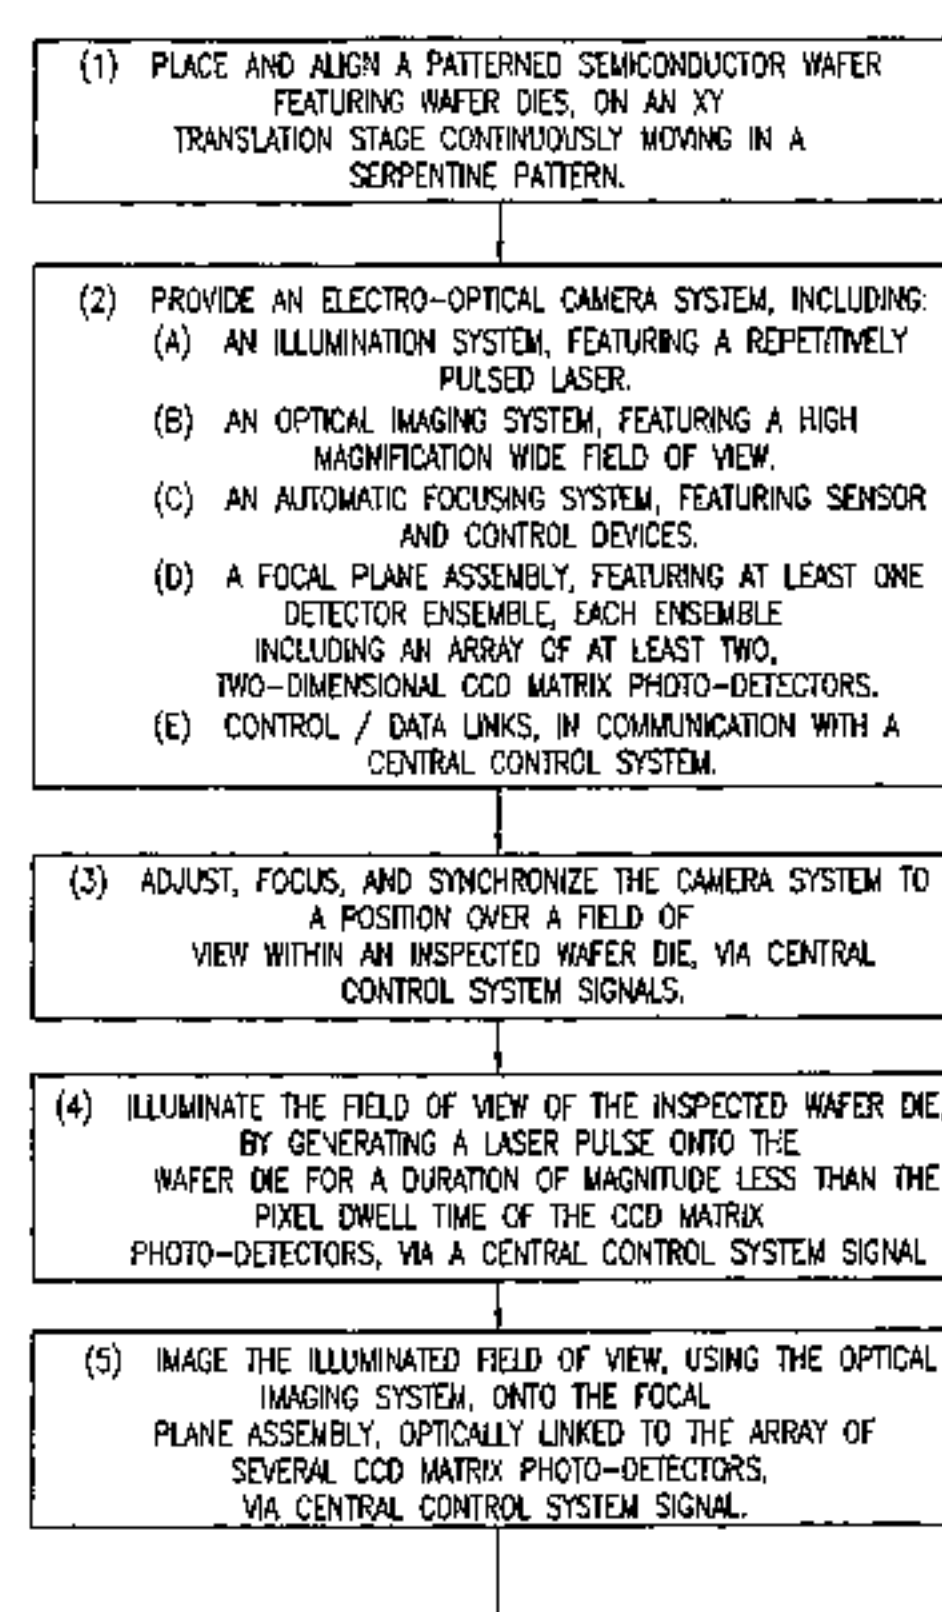 (1) PLACE AND ALIGN A PATTERNED SEMICONDUCTOR WAFER
FEATURING WAFER DIES, ON AN XY
TRANSLATION STAGE CONTINUOUSLY MOVING IN A
SERPENTINE PATTERN.
(2) PROVIDE AN ELECTRO-OPTICAL CAMERA SYSTEM, INCLUDING:
(A) AN ILLUMINATION SYSTEM, FEATURING A REPETITIVELY
PULSED LASER.
(B) AN OPTICAL IMAGING SYSTEM, FEATURING A HIGH
MAGNIFICATION WIDE FIELD OF VIEW.
(C) AN AUTOMATIC FOCUSING SYSTEM, FEATURING SENSOR
AND CONTROL DEVICES.
(D) A FOCAL PLANE ASSEMBLY, FEATURING AT LEAST ONE
DETECTOR ENSEMBLE, EACH ENSEMBLE
INCLUDING AN ARRAY OF AT LEAST TWO,
TWO-DIMENSIONAL CCD MATRIX PHOTO-DETECTORS.
(E) CONTROL / DATA LINKS, IN COMMUNICATION WITH A
CENTRAL CONTROL SYSTEM.
(3) ADJUST, FOCUS, AND SYNCHRONIZE THE CAMERA SYSTEM TO
A POSITION OVER A FIELD OF
VIEW WITHIN AN INSPECTED WAFER DIE, VIA CENTRAL
CONTROL SYSTEM SIGNALS.
(4) ILLUMINATE THE FIELD OF VIEW OF THE INSPECTED WAFER DIE,
BY GENERATING A LASER PULSE ONTO THE
WAFER DIE FOR A DURATION OF MAGNITUDE LESS THAN THE
PIXEL DWELL TIME OF THE CCD MATRIX
PHOTO-DETECTORS, VIA A CENTRAL CONTROL SYSTEM SIGNAL
(5) IMAGE THE ILLUMINATED FIELD OF VIEW, USING THE OPTICAL
IMAGING SYSTEM, ONTO THE FOCAL
PLANE ASSEMBLY, OPTICALLY LINKED TO THE ARRAY OF
SEVERAL CCD MATRIX PHOTO-DETECTORS,
VIA CENTRAL CONTROL SYSTEM SIGNAL.